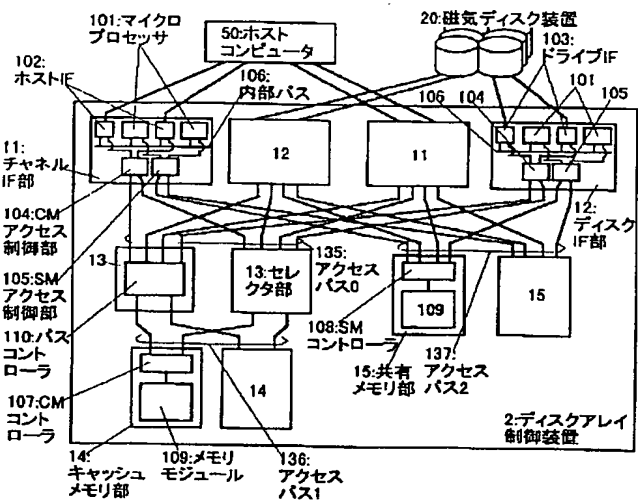 101:マイクロ
プロセッサ
50:ホスト
コンピュータ
20:磁気ディスク装置
103:
ドライブIF
102:
ホストIF
106:
内部バス
101
106
104
105
11:
チャネル
IF部
12
11
12:
ディスク
IF部
104:CM
アクセス
制御部
105:SM
アクセス
制御部
13
13:セレ
クタ部
135:
アクセス
パス0
109
15
108:SM
コントローラ
110:パス
コント
ローラ
15:共有
メモリ部
137:
アクセス
パス2
14
107:CM
コント
ローラ
2:ディスクアレイ
制御装置
14:
キャッシュ
メモリ部
109:メモリ
モジュール
136:
アクセス
パス1